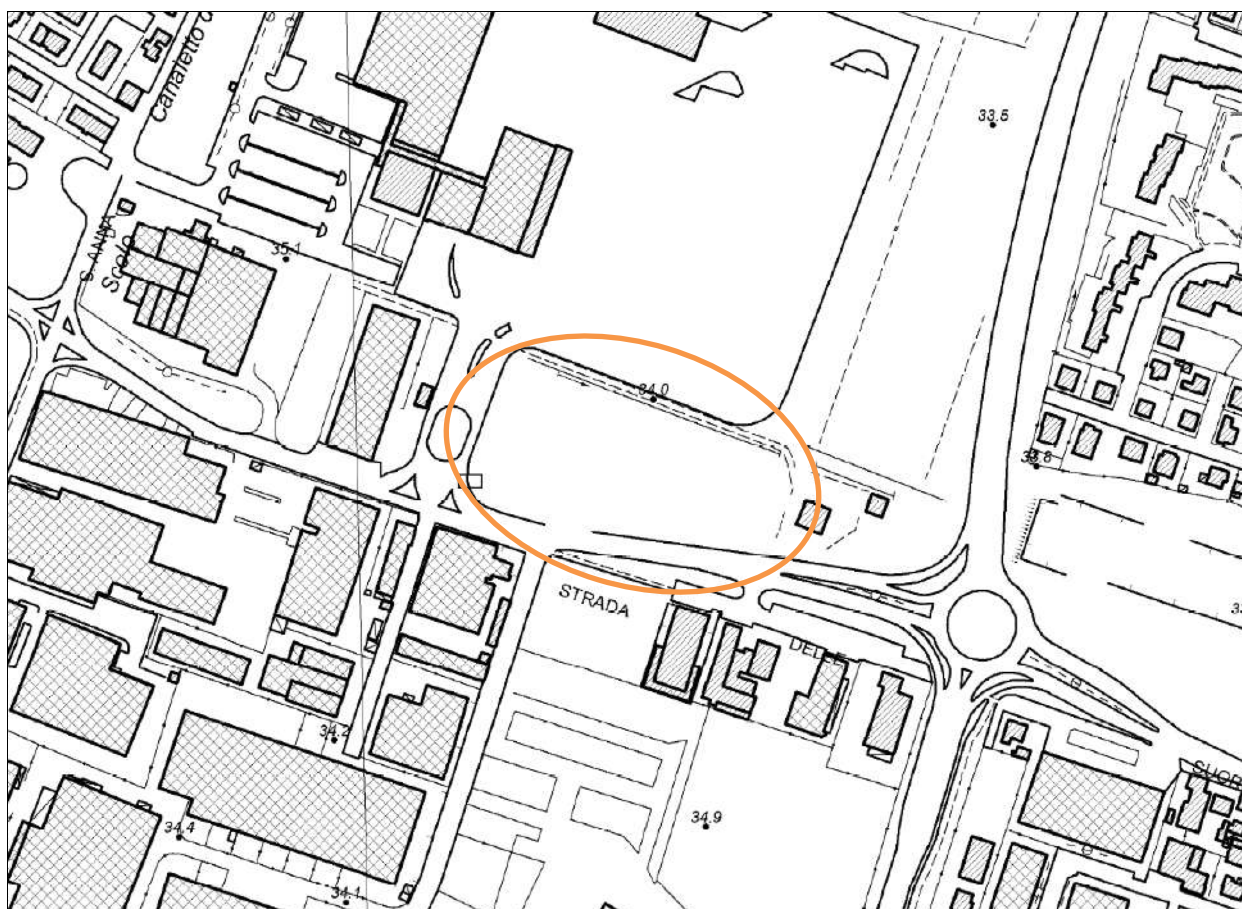 Canaletto d
33.5
S. ANNA
Scolo
35.1
34.0
33.8
STRADA
DELLE
34.2
SUOR
34.9
34.4
34.1